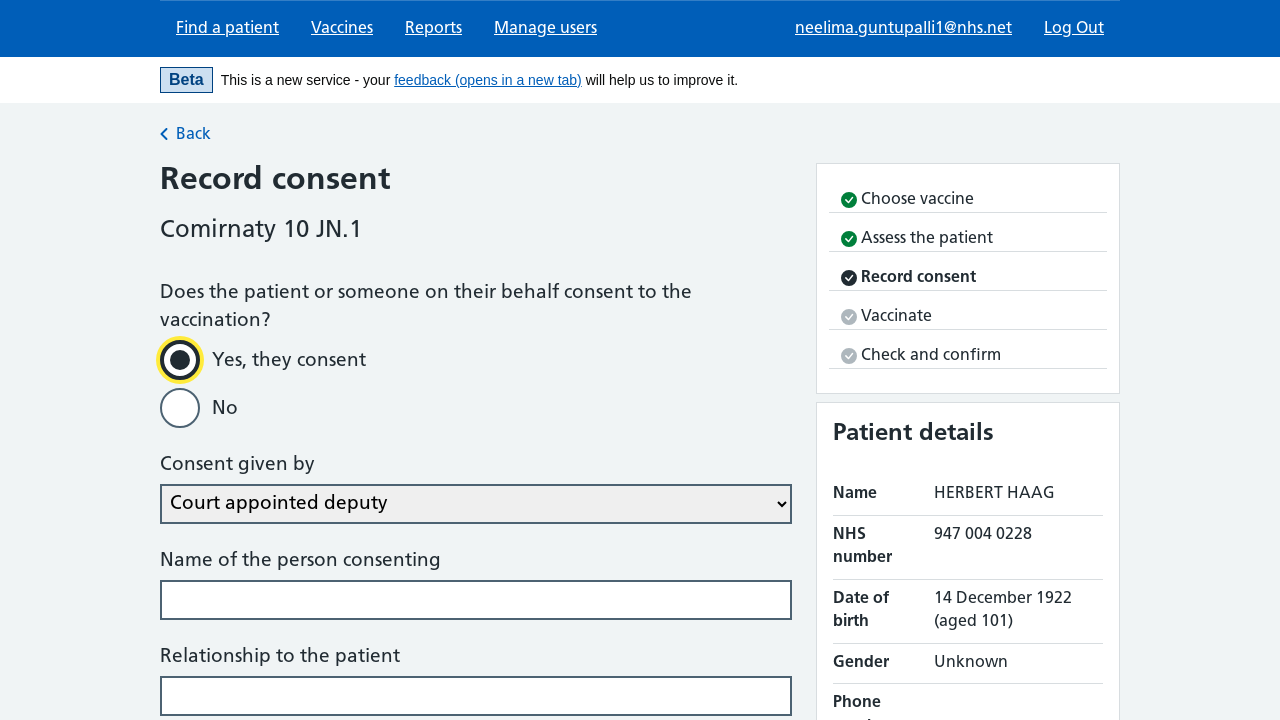 Find a patient Vaccines Reports Manage users neelima.guntupalli1@nhs.net Log Out
Beta This is a new service - your feedback (opens in a new tab) will help us to improve it.
Back
Record consent
Comirnaty 10 JN.1
Does the patient or someone on their behalf consent to the
vaccination?
Yes, they consent
No
Consent given by
Court appointed deputy
Name of the person consenting
Relationship to the patient
Choose vaccine
Assess the patient
Record consent
Vaccinate
Check and confirm
Patient details
Name HERBERT HAAG
NHS 947 004 0228
number
Date of 14 December 1922
birth (aged 101)
Gender Unknown
Phone